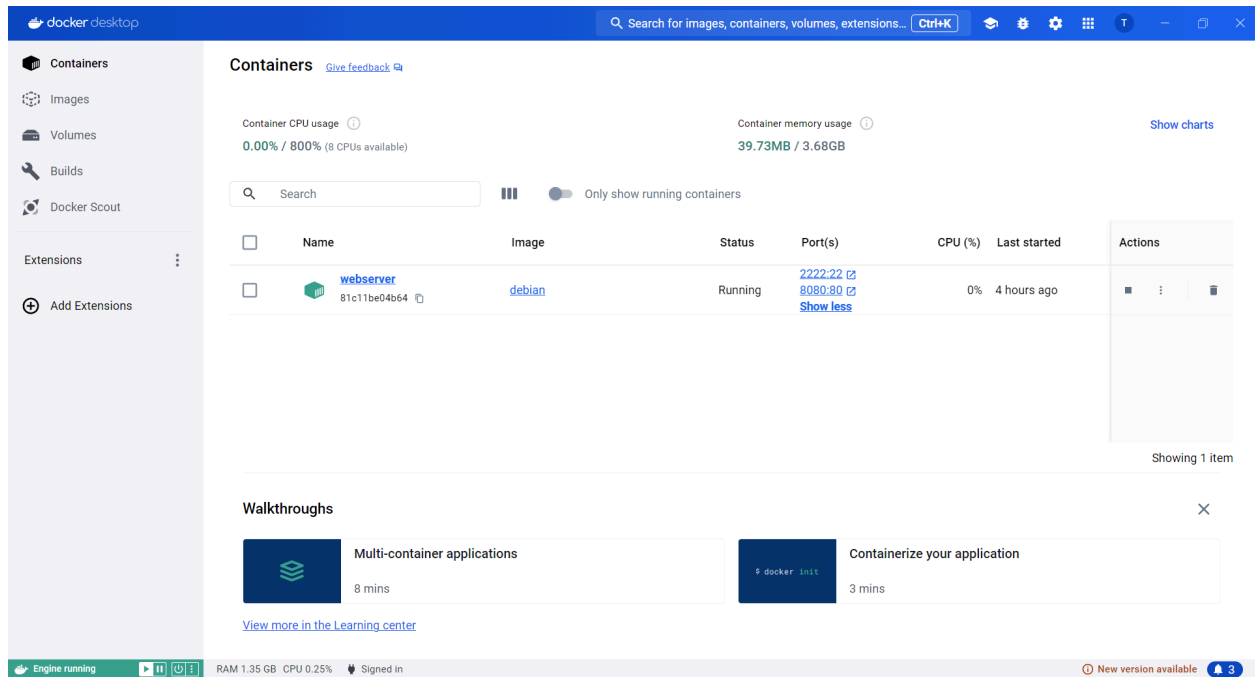 docker desktop
Search for images, containers, volumes, extensions... Ctrl+K
T
Containers
Images
Volumes
Builds
Docker Scout
Extensions
Add Extensions
Containers Give feedback
Container CPU usage
0.00% / 800% (8 CPUs available)
Container memory usage
39.73MB / 3.68GB
Show charts
Search
Only show running containers
Name Image Status Port(s) CPU (%) Last started Actions
webserver
81c11be04b64
debian
Running
2222:22
8080:80
Show less
0%
4 hours ago
Showing 1 item
Walkthroughs
Multi-container applications
8 mins
$ docker init
Containerize your application
3 mins
View more in the Learning center
Engine running
RAM 1.35 GB CPU 0.25% Signed in
New version available
3